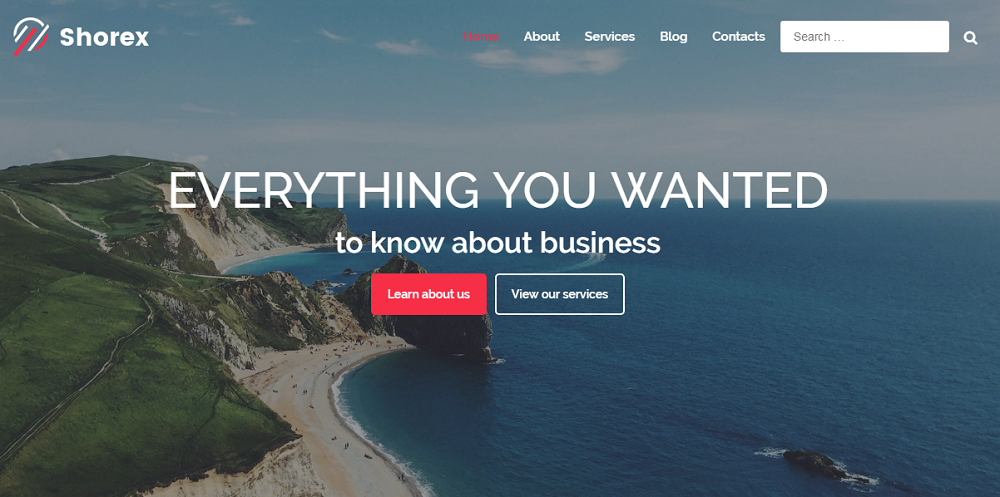 Shorex
Home About Services Blog Contacts Search ...
EVERYTHING YOU WANTED
to know about business
Learn about us View our services